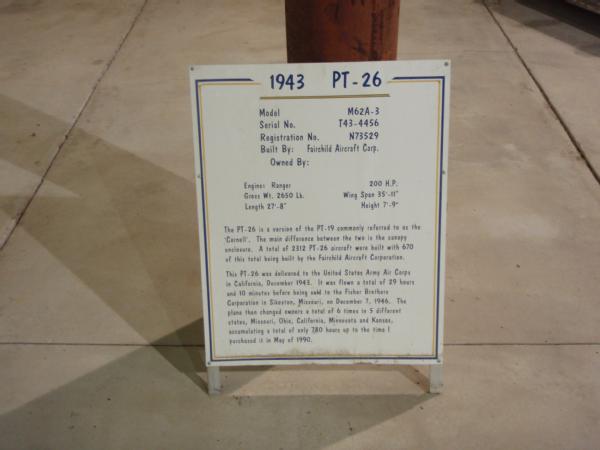 1943 PT-26
Model M62A-3
Serial No. T43-4456
Registration No. N73529
Built By: Fairchild Aircraft Corp.
Owned By:
Engine: Ranger 200 H.P.
Gross Wt. 2650 Lb. Wing Span 35'-11"
Length 27'-8" Height 7'-9"
The PT-26 is a version of the PT-19 commonly referred to as the
'Cornell'. The main difference between the two is the canopy
enclosure. A total of 2312 PT-26 aircraft were built with 670
of this total being built by the Fairchild Aircraft Corporation.
This PT-26 was delivered to the United States Army Air Corps
in California, December 1943. It was flown a total of 29 hours
and 10 minutes before being sold to the Fisher Brothers
Corporation in Sikeston, Missouri, on December 7, 1946. The
plane then changed owners a total of 6 times in 5 different
states, Missouri, Ohio, California, Minnesota and Kansas,
accumulating a total of only 780 hours up to the time I
purchased it in May of 1990.